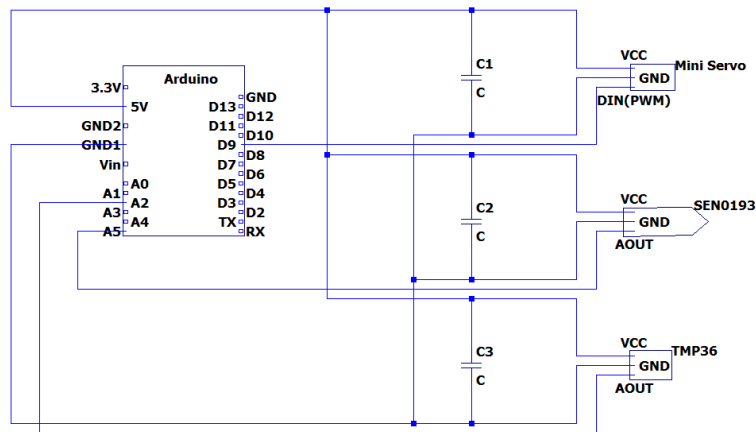 Arduino
3.3V
5V
GND2
GND1
Vin
A0
A1
A2
A3
A4
A5
GND
D13
D12
D11
D10
D9
D8
D7
D6
D5
D4
D3
D2
TX
RX
C1
C
VCC
Mini Servo
GND
DIN(PWM)
C2
C
VCC
SEN0193
GND
AOUT
C3
C
VCC
TMP36
GND
AOUT